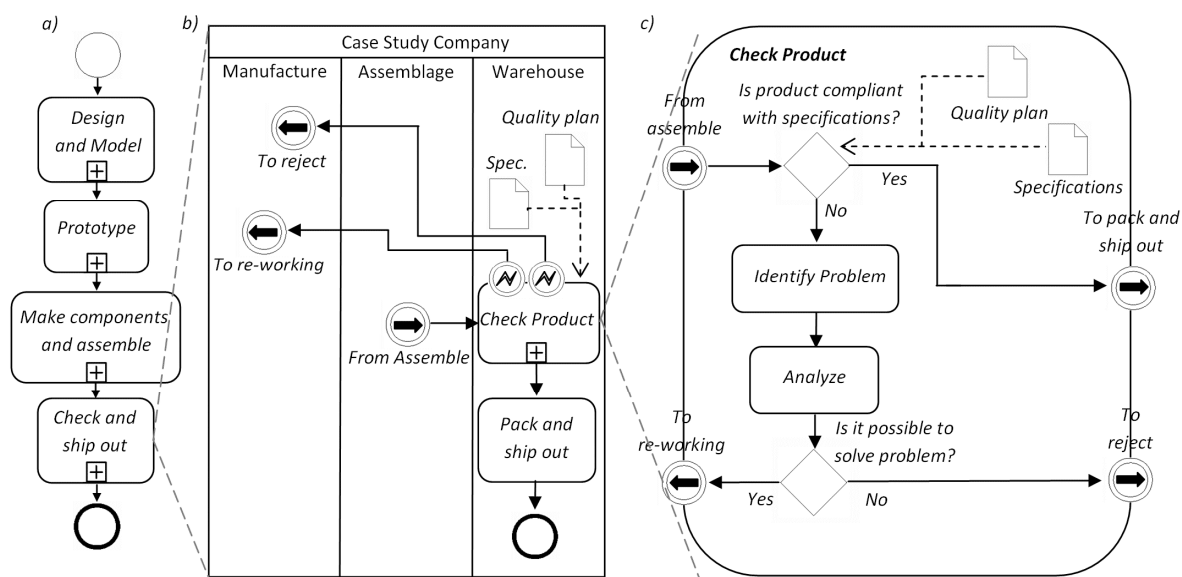 a)
Design
and Model
Prototype
Make components
and assemble
Check and
ship out
b)
Case Study Company
Manufacture
Assemblage
Warehouse
Quality plan
To reject
Spec.
To re-working
Check Product
From Assemble
Pack and
ship out
c)
Check Product
From
assemble
Is product compliant
with specifications?
Quality plan
Specifications
Yes
No
To pack and
ship out
Identify Problem
Analyze
To
re-working
Is it possible to
solve problem?
To
reject
Yes
No